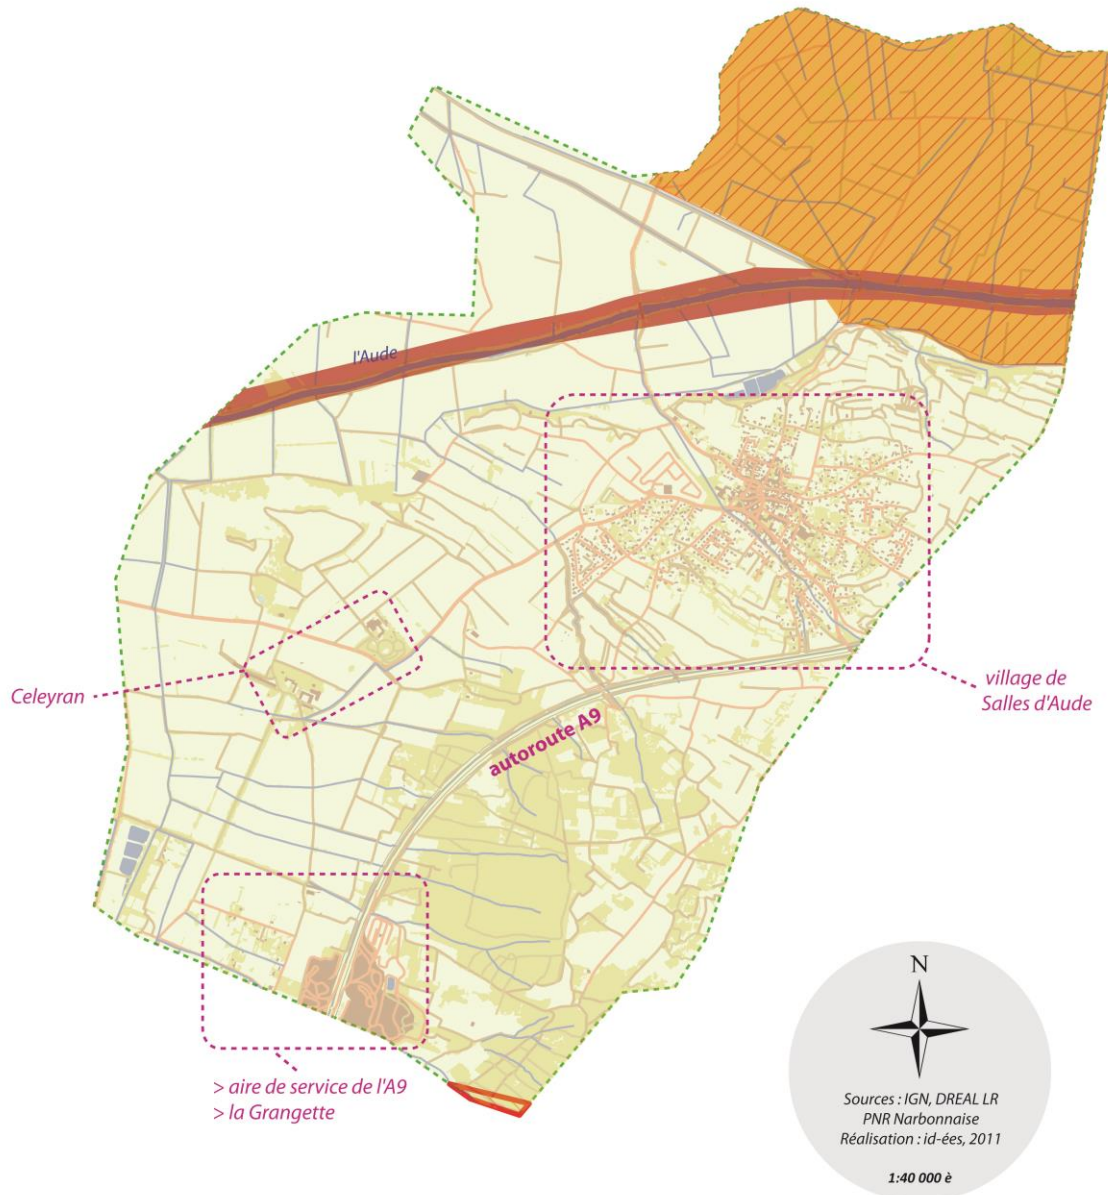 l'Aude
Celeyran
village de
Salles d'Aude
autoroute A9
> aire de service de l'A9
> la Grangette
N
Sources : IGN, DREAL LR
PNR Narbonnaise
Réalisation : id-ées, 2011
1:40 000 è